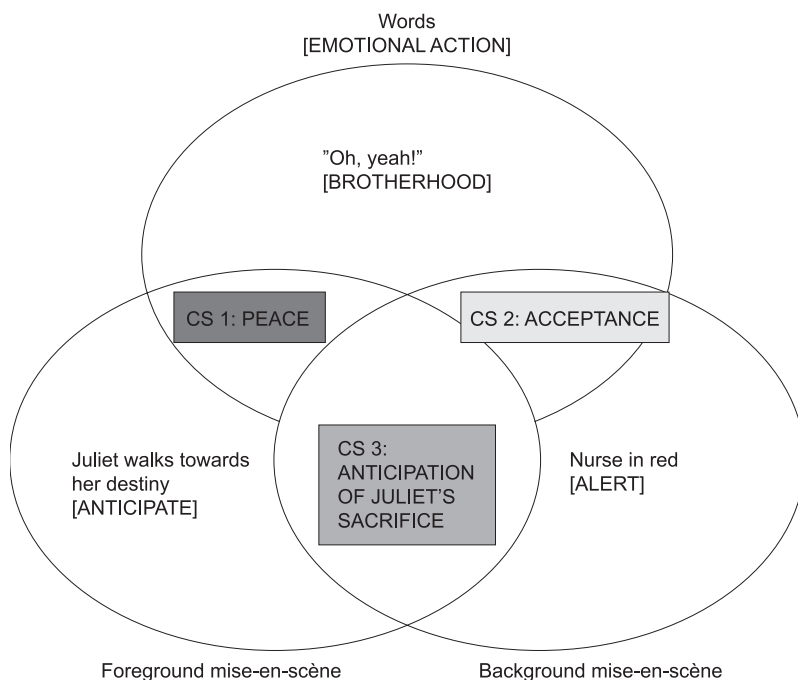 Words
[EMOTIONAL ACTION]
”Oh, yeah!”
[BROTHERHOOD]
CS 1: PEACE
CS 2: ACCEPTANCE
Juliet walks towards
her destiny
[ANTICIPATE]
CS 3:
ANTICIPATION
OF JULIET’S
SACRIFICE
Nurse in red
[ALERT]
Foreground mise-en-scène
Background mise-en-scène